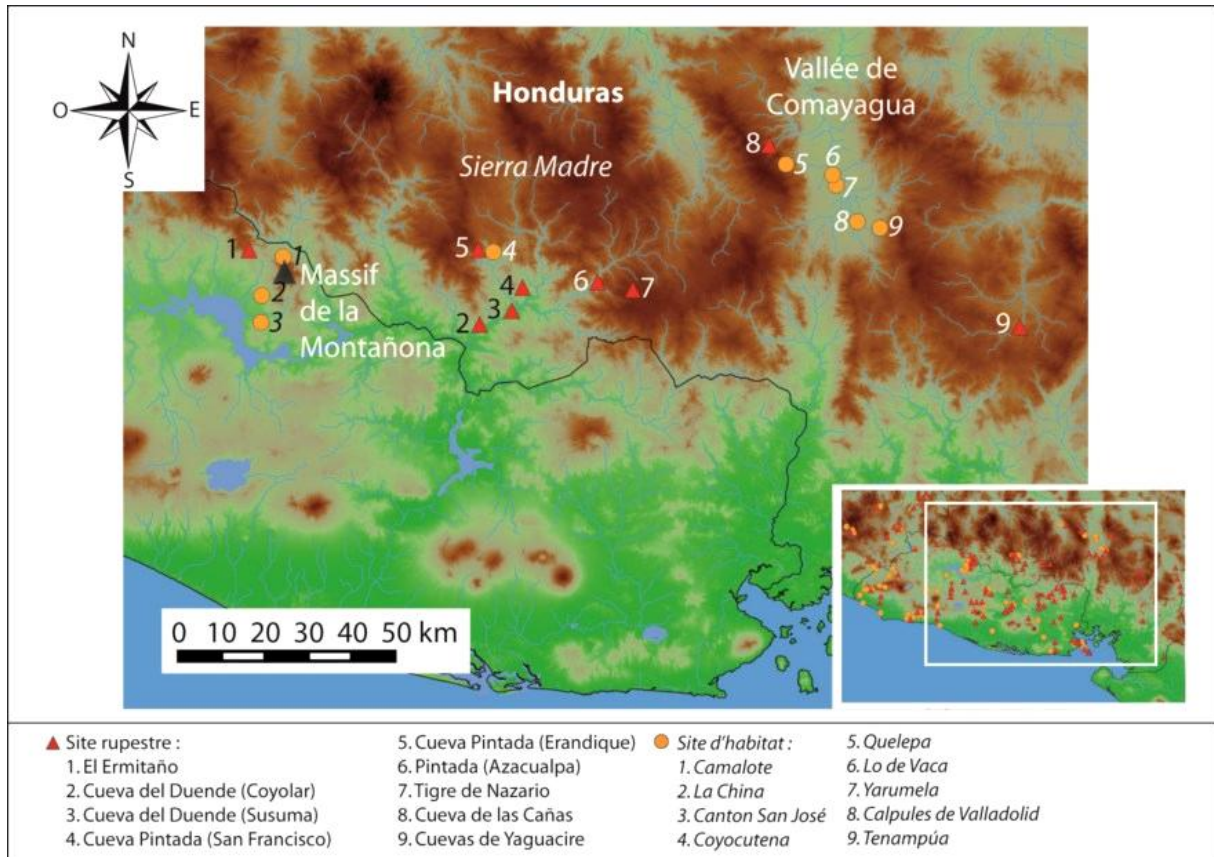 N
O
E
S
Honduras
Vallée de
Comayagua
Sierra Madre
8
5
6
7
8
9
1
1
5
4
Massif
de la
Montañona
2
3
4
3
2
6
7
9
0 10 20 30 40 50 km
Site rupestre :
1. El Ermitaño
2. Cueva del Duende (Coyolar)
3. Cueva del Duende (Susuma)
4. Cueva Pintada (San Francisco)
5. Cueva Pintada (Erandique)
6. Pintada (Azacualpa)
7. Tigre de Nazario
8. Cueva de las Cañas
9. Cuevas de Yaguacire
Site d'habitat :
1. Camalote
2. La China
3. Canton San José
4. Coyocutena
5. Quelepa
6. Lo de Vaca
7. Yarumela
8. Calpules de Valladolid
9. Tenampúa